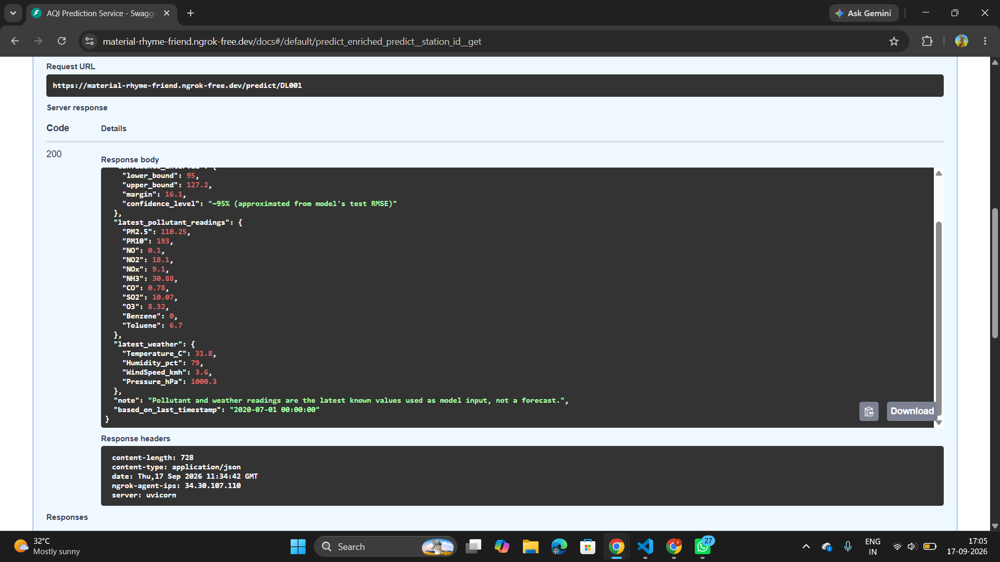 AQI Prediction Service - Swagg
Ask Gemini
material-rhyme-friend.ngrok-free.dev/docs#/default/predict_enriched_predict__station_id__get
Request URL
https://material-rhyme-friend.ngrok-free.dev/predict/DL001
Server response
Code Details
200
Response body
"lower_bound": 95,
"upper_bound": 127.2,
"margin": 16.1,
"confidence_level": "~95% (approximated from model's test RMSE)"
},
"latest_pollutant_readings": {
"PM2.5": 110.25,
"PM10": 193,
"NO": 0.1,
"NO2": 18.1,
"NOx": 9.1,
"NH3": 30.88,
"CO": 0.78,
"SO2": 10.07,
"O3": 8.32,
"Benzene": 0,
"Toluene": 6.7
},
"latest_weather": {
"Temperature_C": 31.8,
"Humidity_pct": 79,
"WindSpeed_kmh": 3.6,
"Pressure_hPa": 1000.3
},
"note": "Pollutant and weather readings are the latest known values used as model input, not a forecast.",
"based_on_last_timestamp": "2020-07-01 00:00:00"
}
Download
Response headers
content-length: 728
content-type: application/json
date: Thu,17 Sep 2026 11:34:42 GMT
ngrok-agent-ips: 34.30.107.110
server: uvicorn
Responses
32°C
Mostly sunny
Search
27
ENG
IN
17:05
17-09-2026